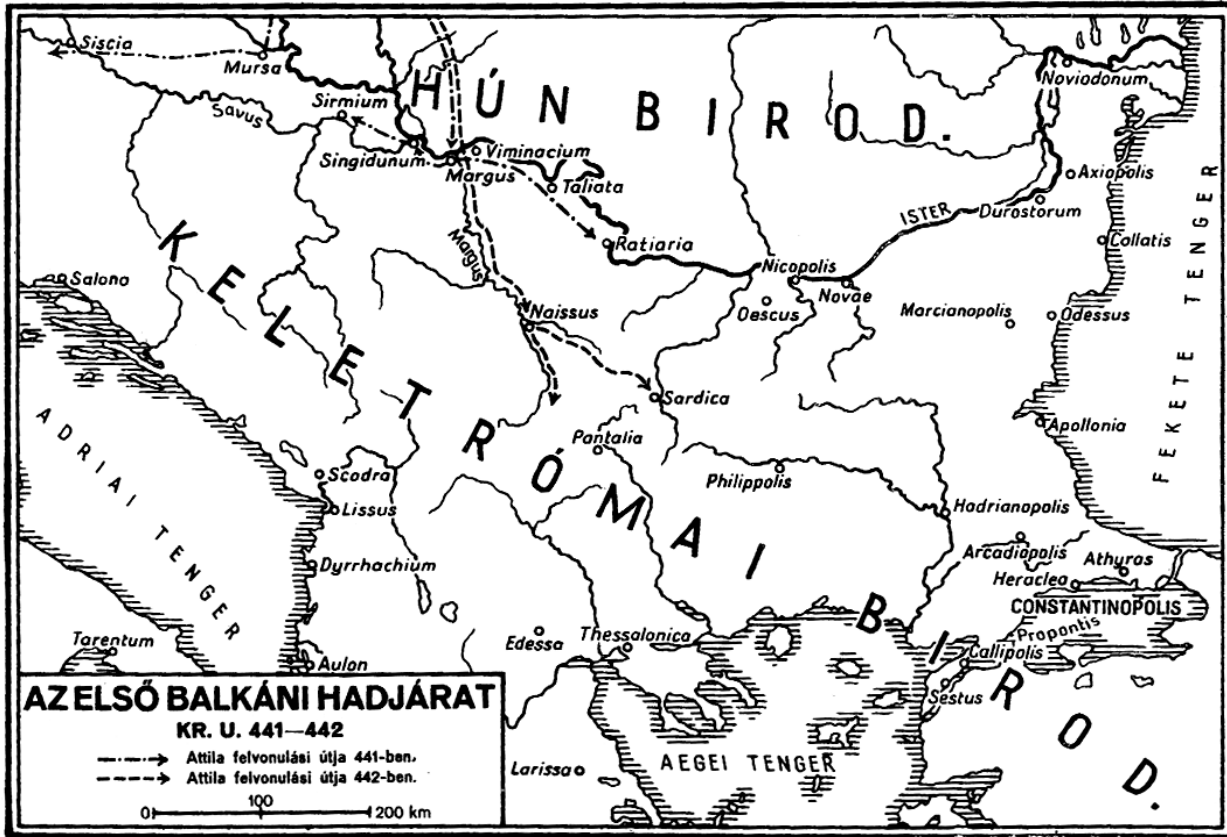 Siscia
Mursa
Sirmium
Savus
Singidunum
Margus
Viminacium
Taliata
Ratiaria
HÚN BIROD.
Noviodonum
Axiopolis
Durostorum
ISTER
Callatis
Nicopolis
Novae
Oescus
Marcianopolis
Odessus
FEKETE TENGER
Margus
Naissus
Salona
KELETRÓMAI BIROD.
Sardica
Pantalia
Apollonia
Philippolis
ADRIAI TENGER
Scodra
Lissus
Hadrianopolis
Arcadiopolis
Athyras
Heraclea
CONSTANTINOPOLIS
Propontis
Callipolis
Sestus
Dyrrhachium
Tarentum
Aulon
Edessa
Thessalonica
Larissa
AEGEI TENGER
AZ ELSŐ BALKÁNI HADJÁRAT
KR. U. 441—442
Attila felvonulási útja 441-ben.
Attila felvonulási útja 442-ben.
0 100 200 km